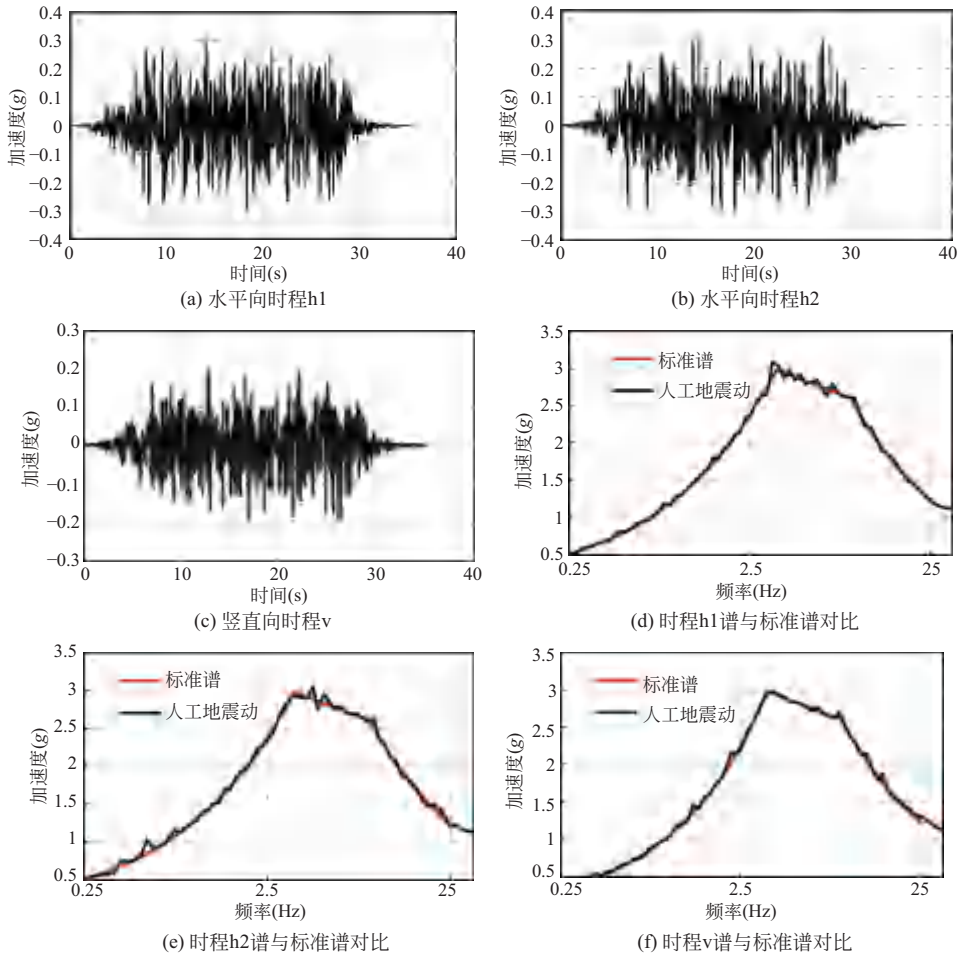 0.4
0.3
0.2
0.1
0
−0.1
−0.2
−0.3
−0.4
加速度(g)
0 10 20 30 40
时间(s)
(a) 水平向时程h1
0.4
0.3
0.2
0.1
0
−0.1
−0.2
−0.3
−0.4
加速度(g)
0 10 20 30 40
时间(s)
(b) 水平向时程h2
0.3
0.2
0.1
0
−0.1
−0.2
−0.3
加速度(g)
0 10 20 30 40
时间(s)
(c) 竖直向时程v
3.5
3
2.5
2
1.5
1
0.5
加速度(g)
标准谱
人工地震动
0.25 2.5 25
频率(Hz)
(d) 时程h1谱与标准谱对比
3.5
3
2.5
2
1.5
1
0.5
加速度(g)
标准谱
人工地震动
0.25 2.5 25
频率(Hz)
(e) 时程h2谱与标准谱对比
3.5
3
2.5
2
1.5
1
0.5
加速度(g)
标准谱
人工地震动
0.25 2.5 25
频率(Hz)
(f) 时程v谱与标准谱对比